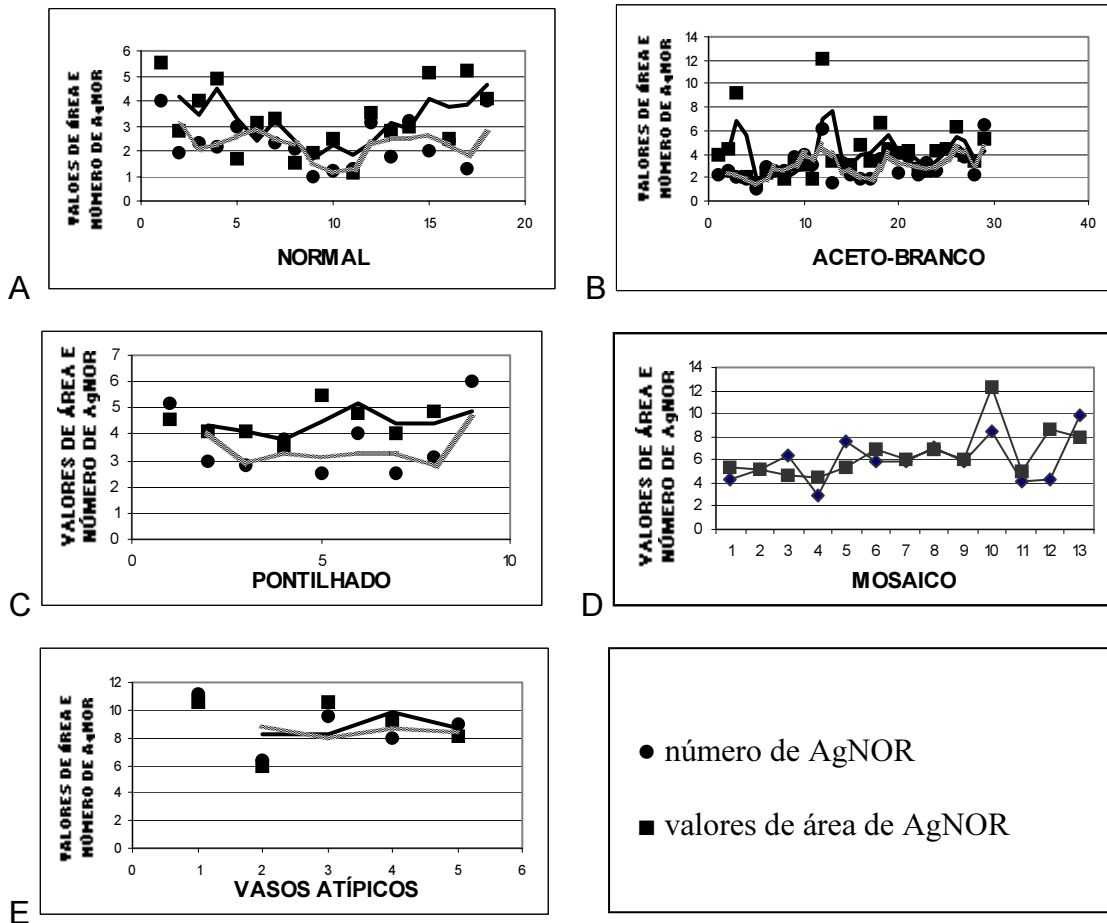 VALOES DE ÁREA E
NÚMERO DE AgNOR
6
5
4
3
2
1
0
0 5 10 15 20
NORMAL
A
VALORES DE ÁREA E
NÚMERO DE AgNOR
14
12
10
8
6
4
2
0
0 10 20 30 40
ACETO-BRANCO
B
VALORES DE ÁREA E
NÚMERO DE AgNOR
7
6
5
4
3
2
1
0
0 5 10
PONTILHADO
C
VALORES DE ÁREA E
NÚMERO DE AgNOR
14
12
10
8
6
4
2
0
1 2 3 4 5 6 7 8 9 10 11 12 13
MOSAICO
D
VALORES DE ÁREA E
NÚMERO DE AgNOR
12
10
8
6
4
2
0
0 1 2 3 4 5 6
VASOS ATÍPICOS
E
● número de AgNOR
■ valores de área de AgNOR